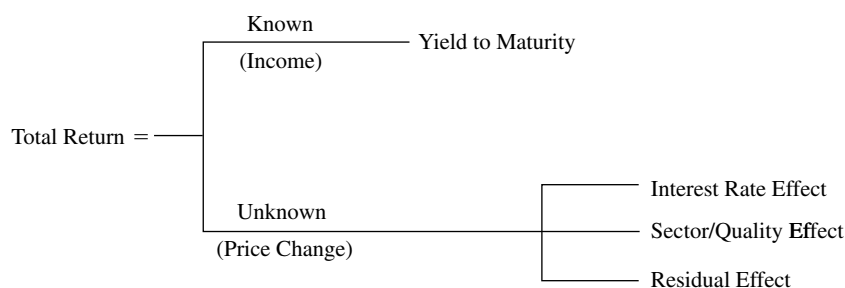 Known
(Income)
Yield to Maturity
Total Return =
Unknown
(Price Change)
Interest Rate Effect
Sector/Quality Effect
Residual Effect